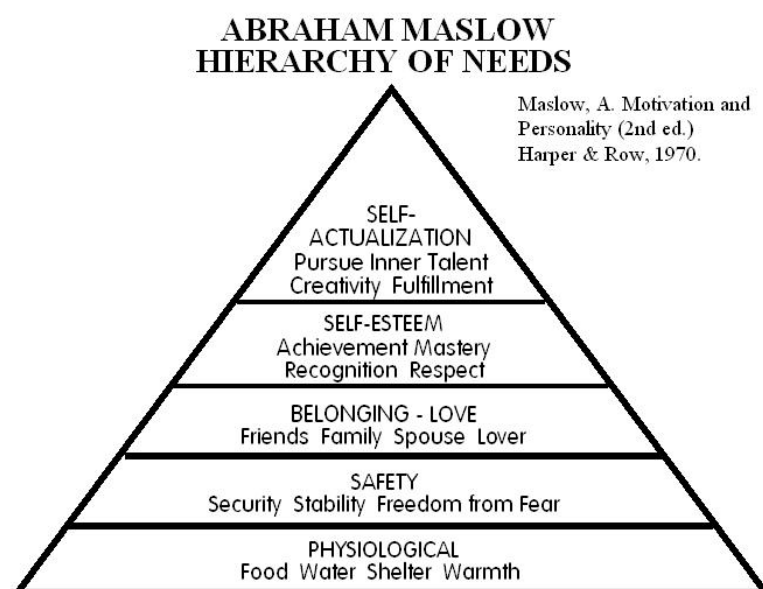 ABRAHAM MASLOW
HIERARCHY OF NEEDS
Maslow, A. Motivation and
Personality (2nd ed.)
Harper & Row, 1970.
SELF-
ACTUALIZATION
Pursue Inner Talent
Creativity Fulfillment
SELF-ESTEEM
Achievement Mastery
Recognition Respect
BELONGING - LOVE
Friends Family Spouse Lover
SAFETY
Security Stability Freedom from Fear
PHYSIOLOGICAL
Food Water Shelter Warmth